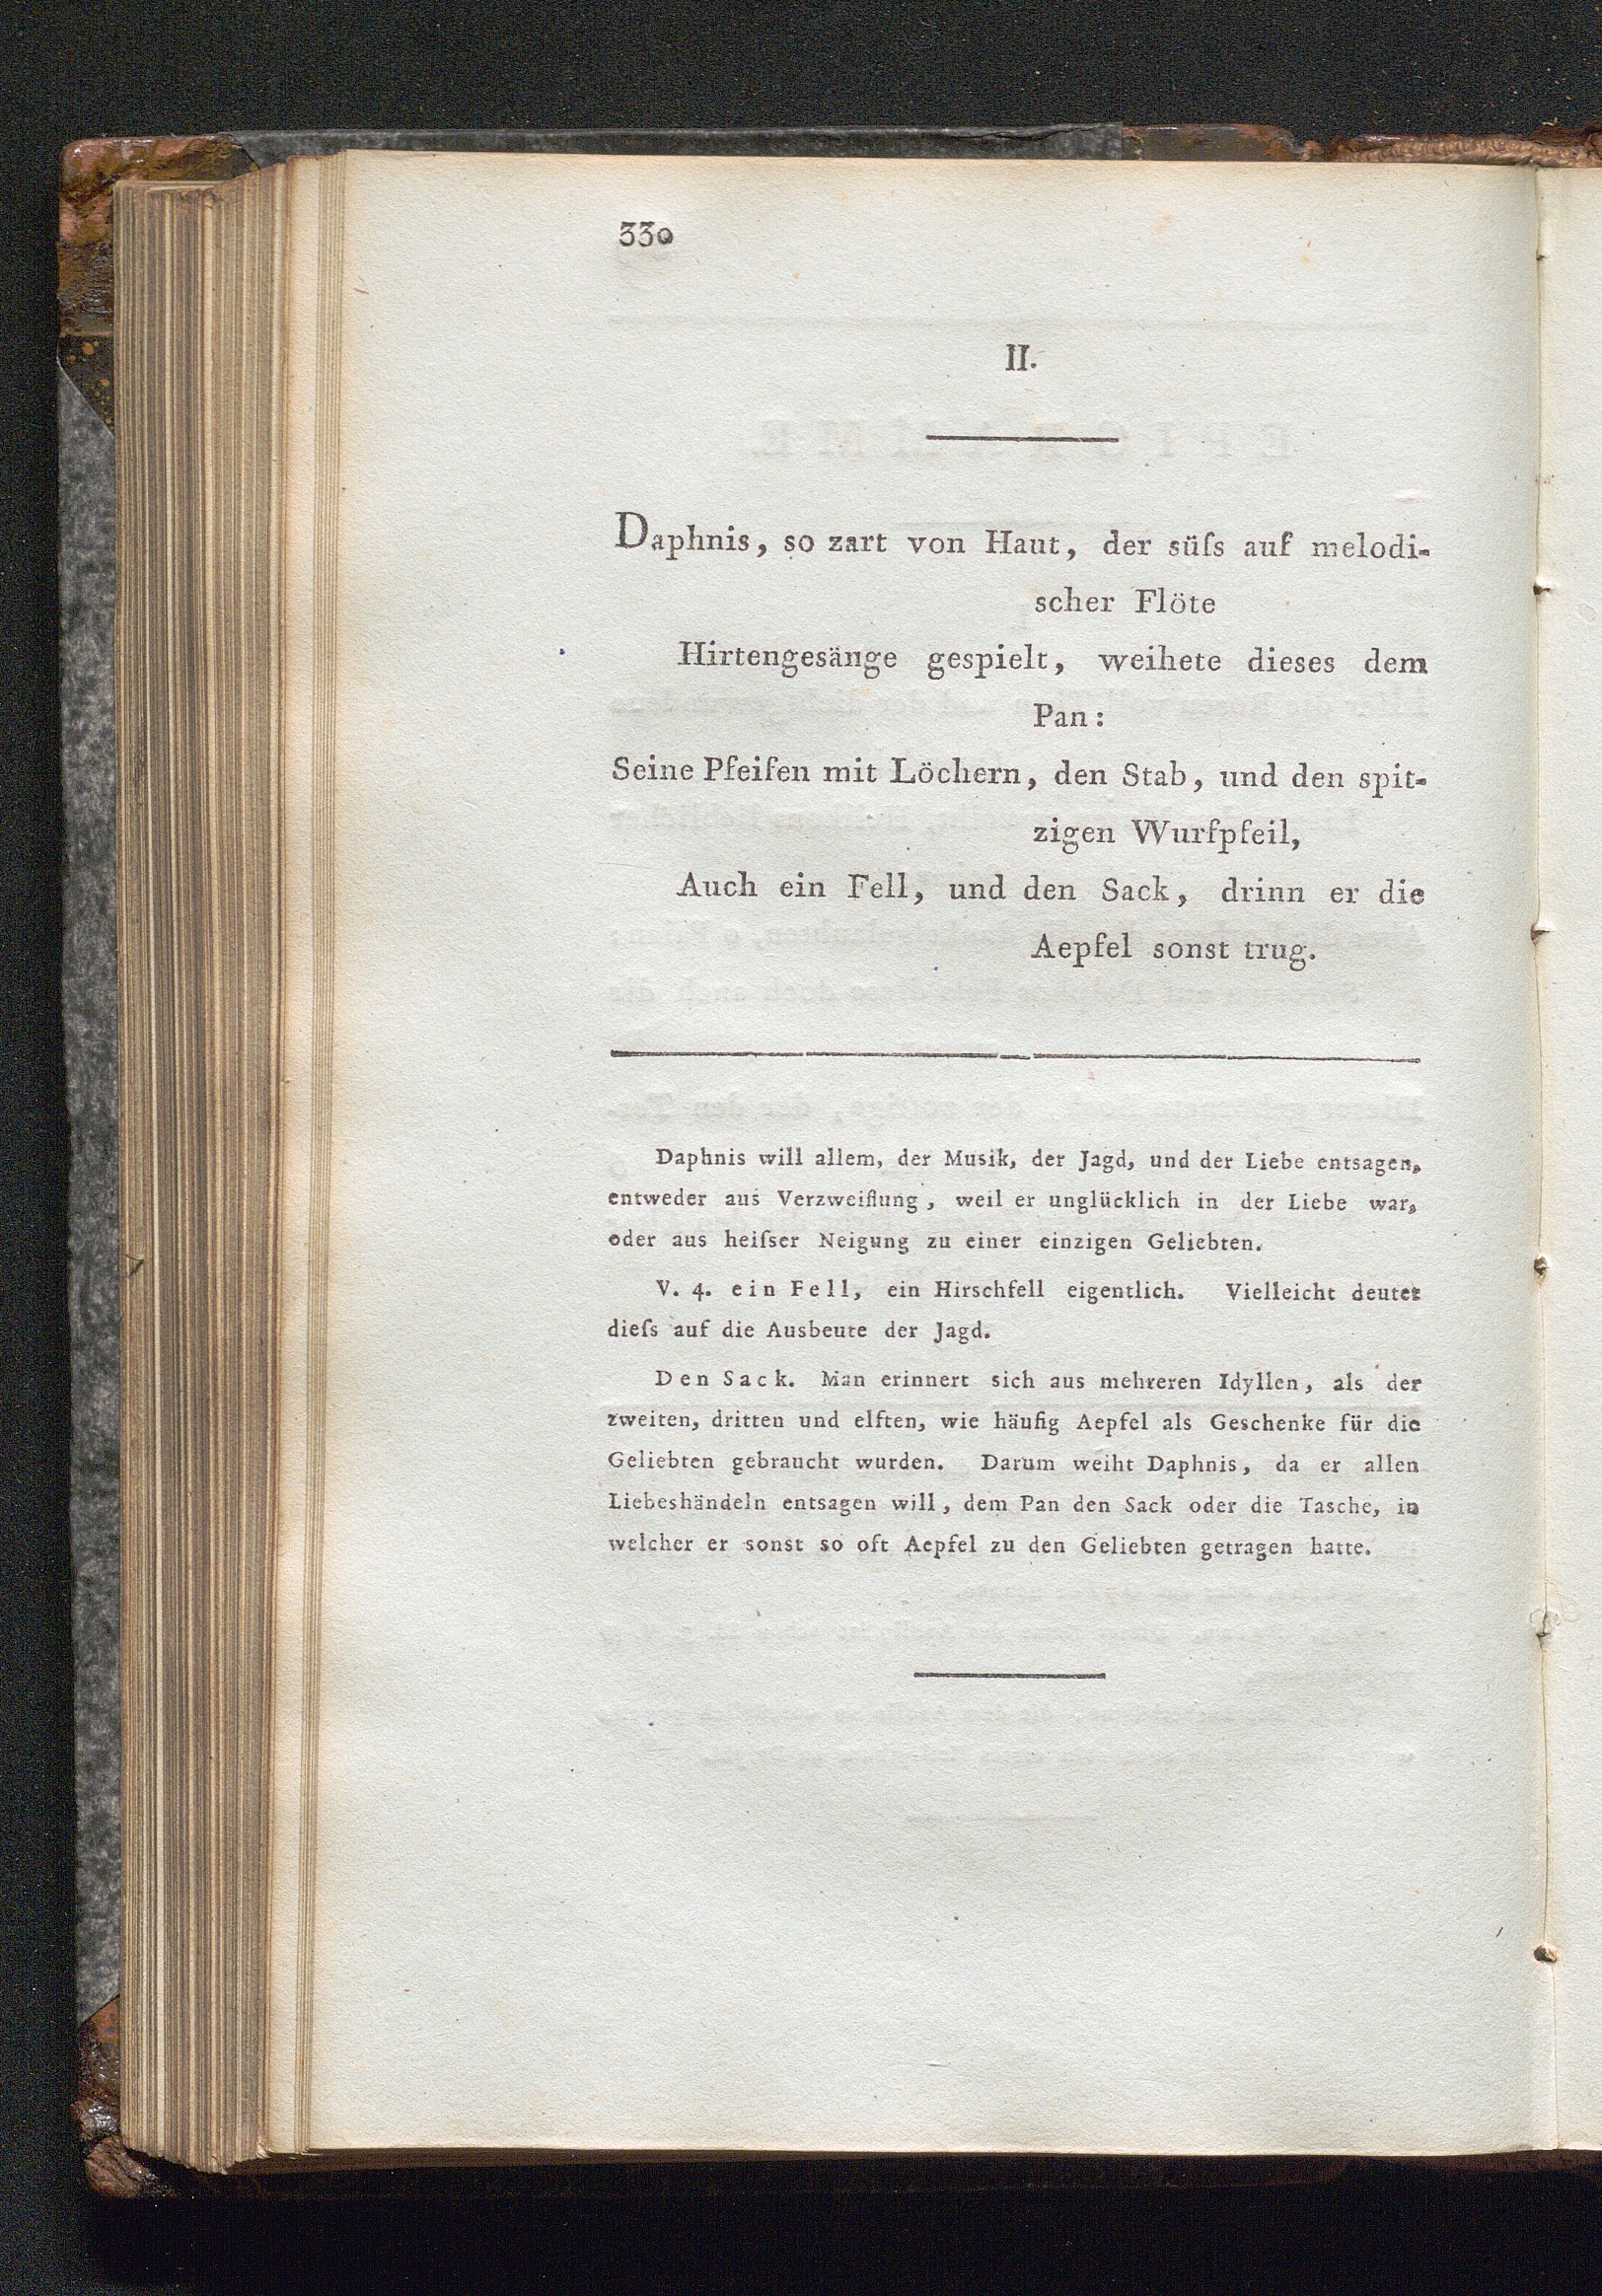 330
II.
Daphnis, so zart von Haut, der süſs auf melodi-
scher Flöte
Hirtengesänge gespielt, weihete dieses dem
Pan:
Seine Pfeifen mit Löchern, den Stab, und den spit-
zigen Wurfpfeil,
Auch ein Fell, und den Sack, drinn er die
Aepfel sonst trug.
Daphnis will allem, der Musik, der Jagd, und der Liebe entsagen,
entweder aus Verzweiflung, weil er unglücklich in der Liebe war,
oder aus heiſser Neigung zu einer einzigen Geliebten.
V. 4. ein Fell, ein Hirschfell eigentlich. Vielleicht deutet
dieſs auf die Ausbeute der Jagd.
Den Sack. Man erinnert sich aus mehreren Idyllen, als der
zweiten, dritten und elften, wie häufig Aepfel als Geschenke für die
Geliebten gebraucht wurden. Darum weiht Daphnis, da er allen
Liebeshändeln entsagen will, dem Pan den Sack oder die Tasche, in
welcher er sonst so oft Aepfel zu den Geliebten getragen hatte.